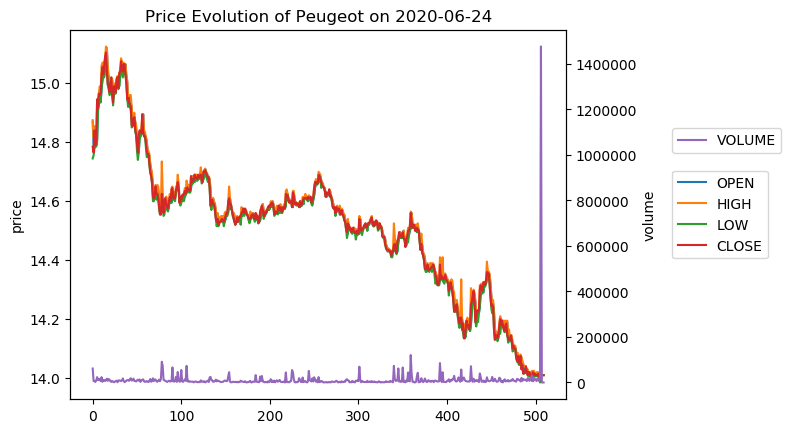 Price Evolution of Peugeot on 2020-06-24
price
15.0
14.8
14.6
14.4
14.2
14.0
0
100
200
300
400
500
1400000
1200000
1000000
800000
600000
400000
200000
0
volume
VOLUME
OPEN
HIGH
LOW
CLOSE